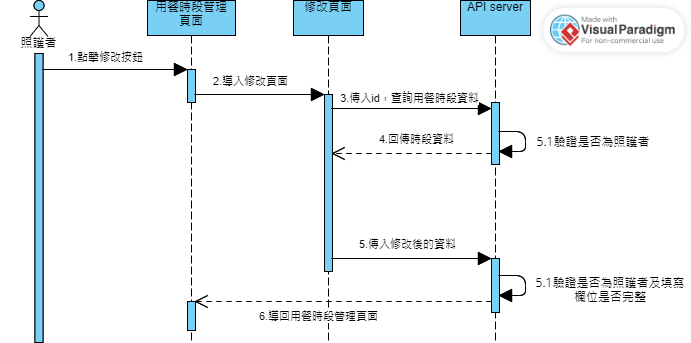 用餐時段管理
頁面
修改頁面
API server
Made with
Visual Paradigm
For non-commercial use
照護者
1.點擊修改按鈕
2.導入修改頁面
3.傳入id，查詢用餐時段資料
4.回傳時段資料
5.1驗證是否為照護者
5.傳入修改後的資料
5.1驗證是否為照護者及填寫
欄位是否完整
6.導回用餐時段管理頁面